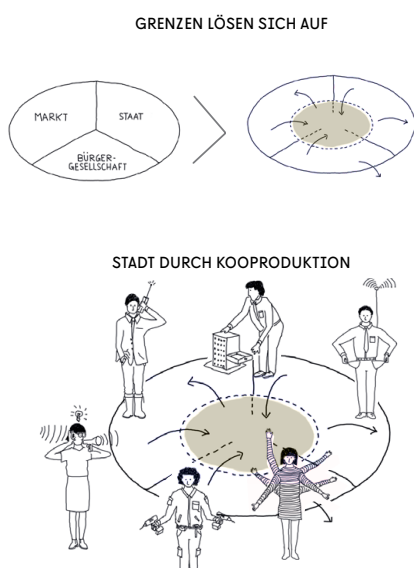 GRENZEN LÖSEN SICH AUF
MARKT
STAAT
BÜRGER-
GESELLSCHAFT
STADT DURCH KOOPRODUKTION